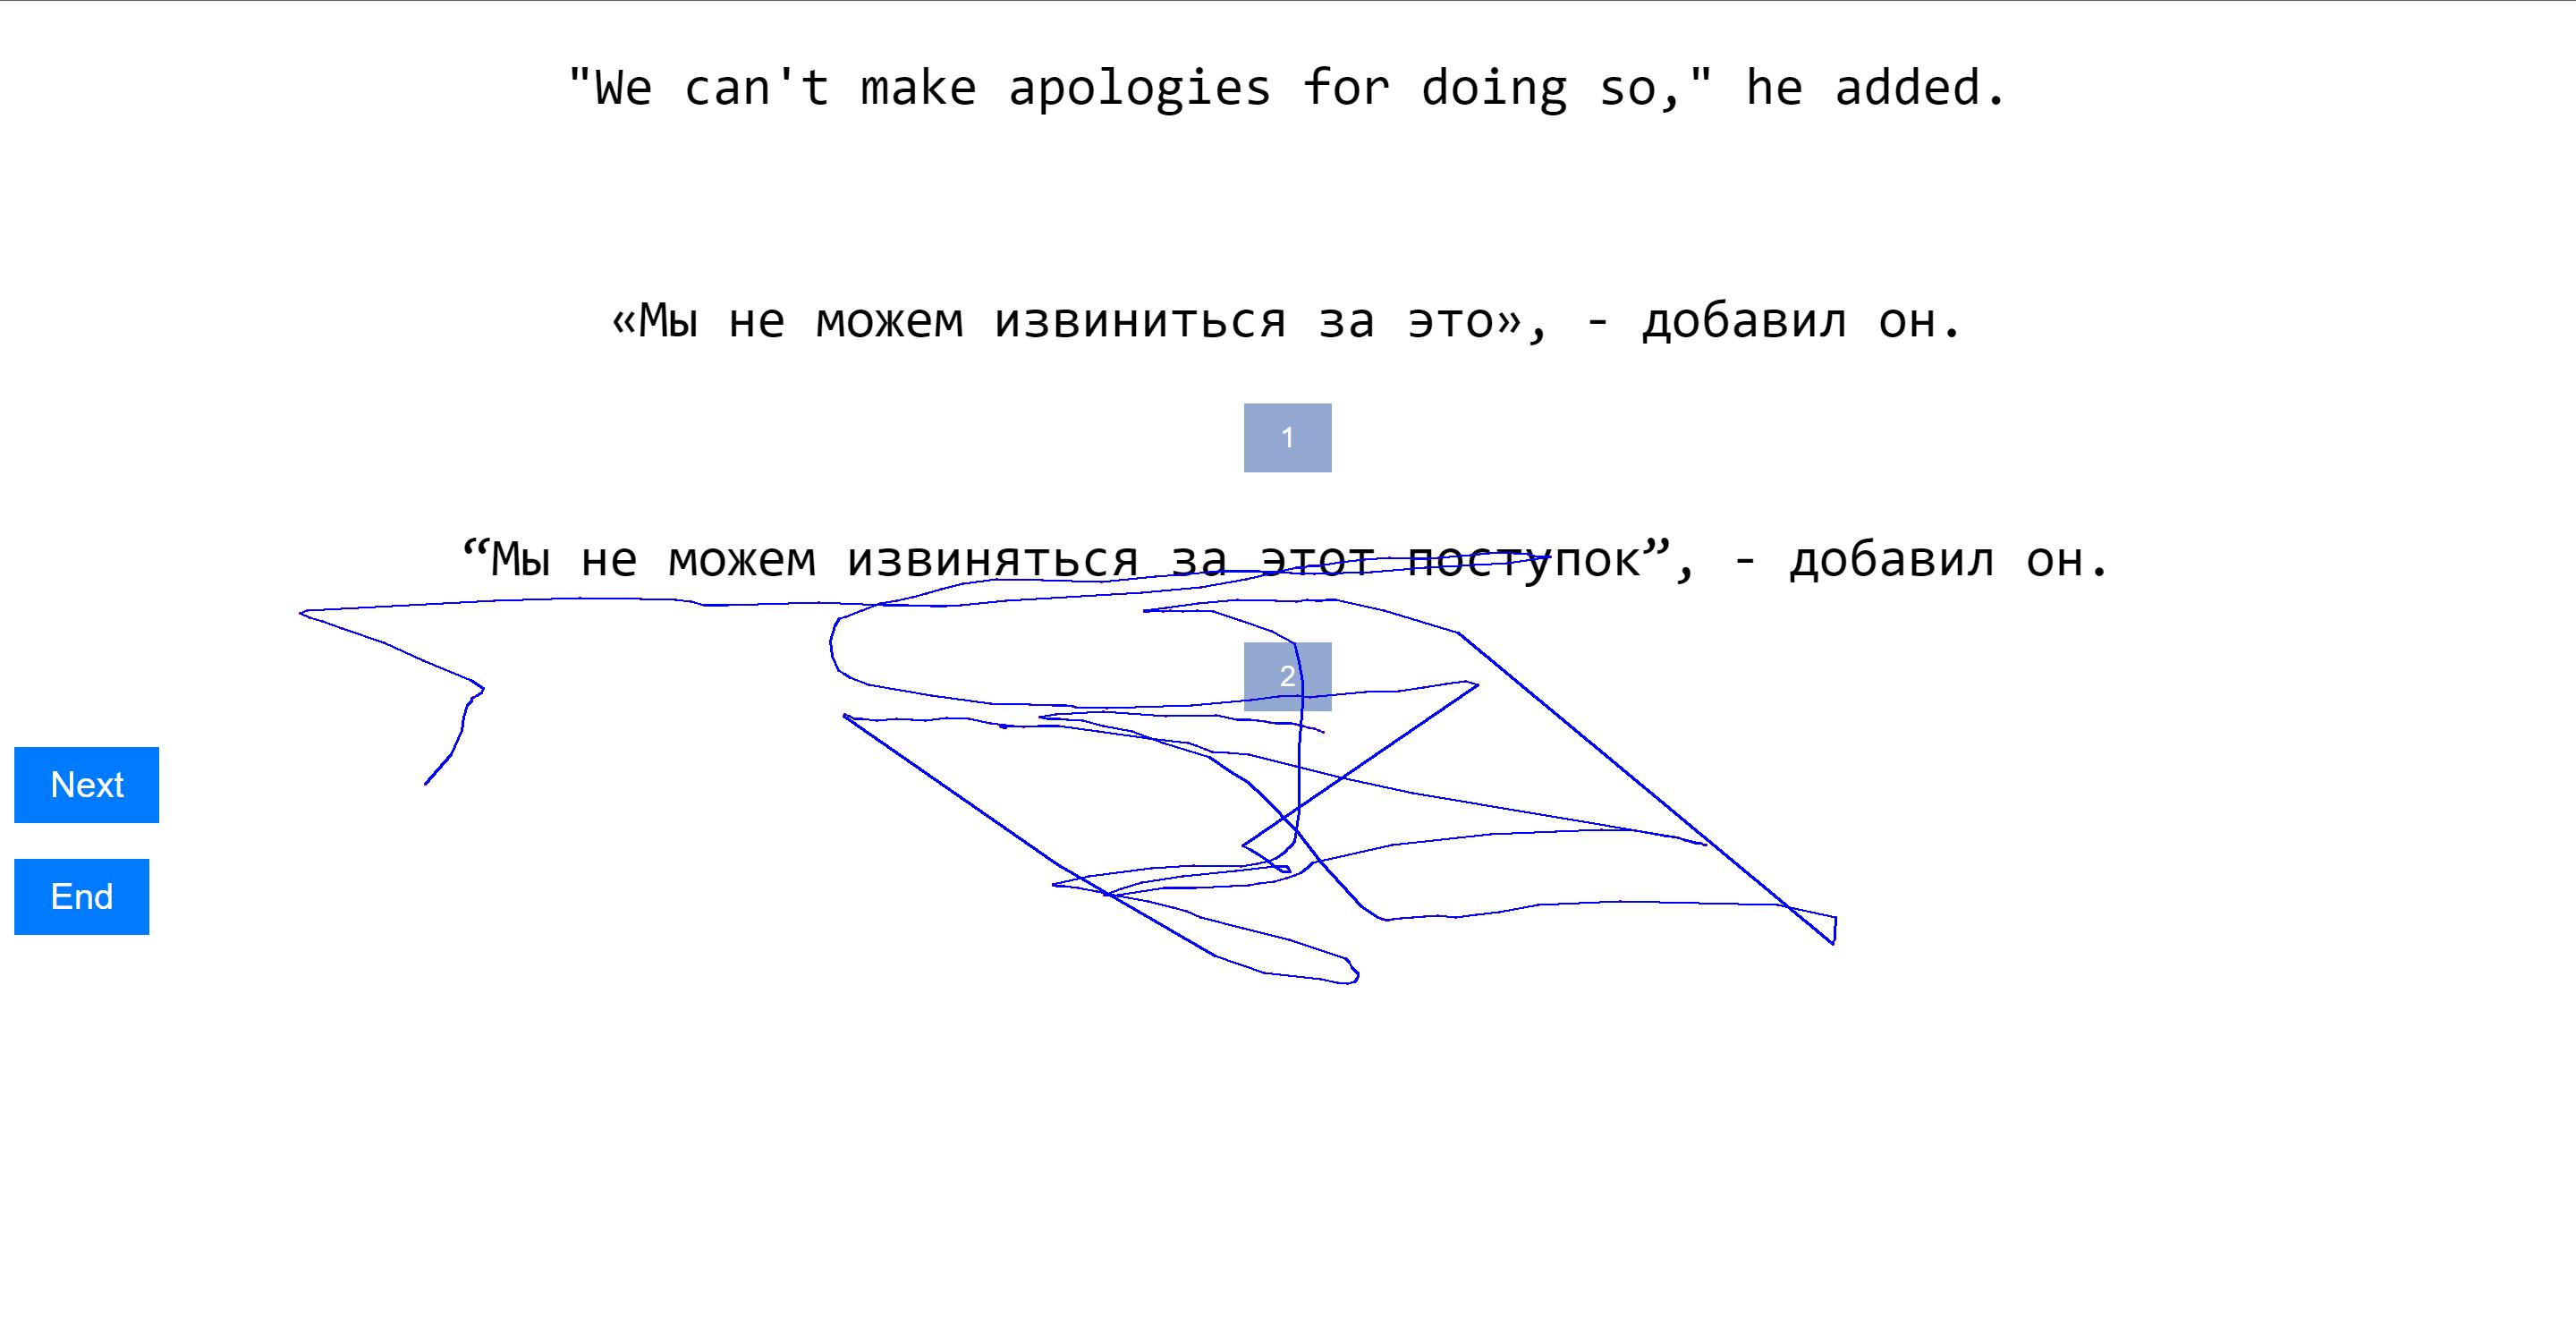 "We can't make apologies for doing so," he added.
«Мы не можем извиниться за это», - добавил он.
1
“Мы не можем извиняться за этот поступок”, - добавил он.
2
Next
End